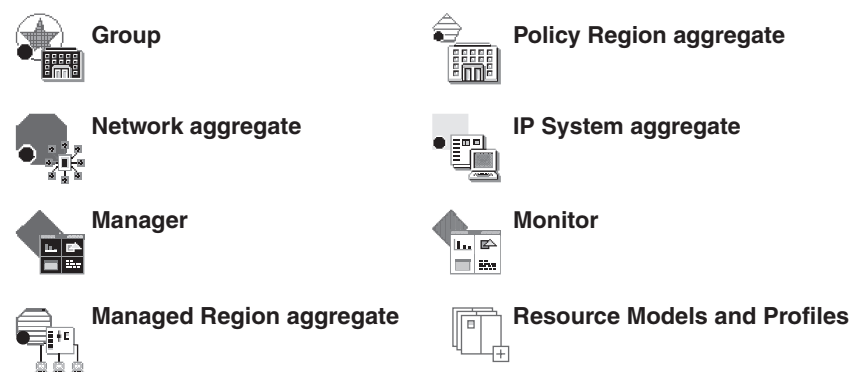 Group
Policy Region aggregate
Network aggregate
IP System aggregate
Manager
Monitor
Managed Region aggregate
Resource Models and Profiles